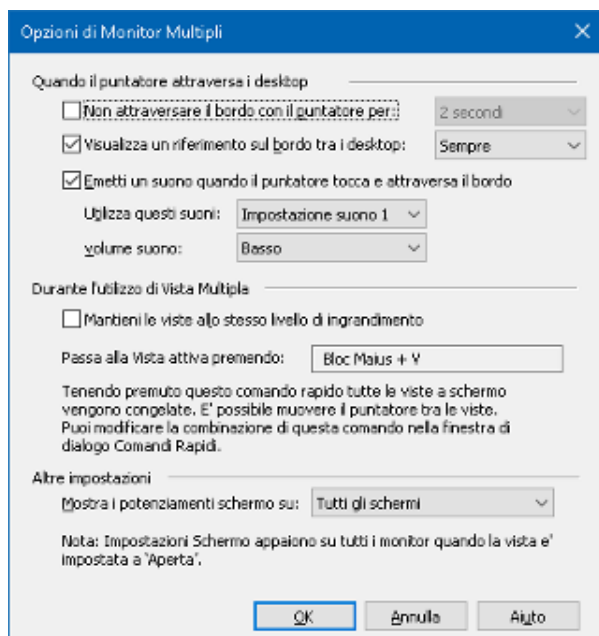 Opzioni di Monitor Multipli
Quando il puntatore attraversa i desktop
Non attraversare il bordo con il puntatore per: 2 secondi
Visualizza un riferimento sul bordo tra i desktop: Sempre
Emetti un suono quando il puntatore tocca e attraversa il bordo
Utilizza questi suoni: Impostazione suono 1
volume suono: Basso
Durante l'utilizzo di Vista Multipla
Mantieni le viste allo stesso livello di ingrandimento
Passa alla Vista attiva premendo: Bloc Maius + V
Tenendo premuto questo comando rapido tutte le viste a schermo
vengono congelate. E' possibile muovere il puntatore tra le viste.
Puoi modificare la combinazione di questa comando nella finestra di
dialogo Comandi Rapidi.
Altre impostazioni
Mostra i potenziamenti schermo su: Tutti gli schermi
Nota: Impostazioni Schermo appaiono su tutti i monitor quando la vista e'
impostata a 'Aperta'.
OK Annulla Aiuto